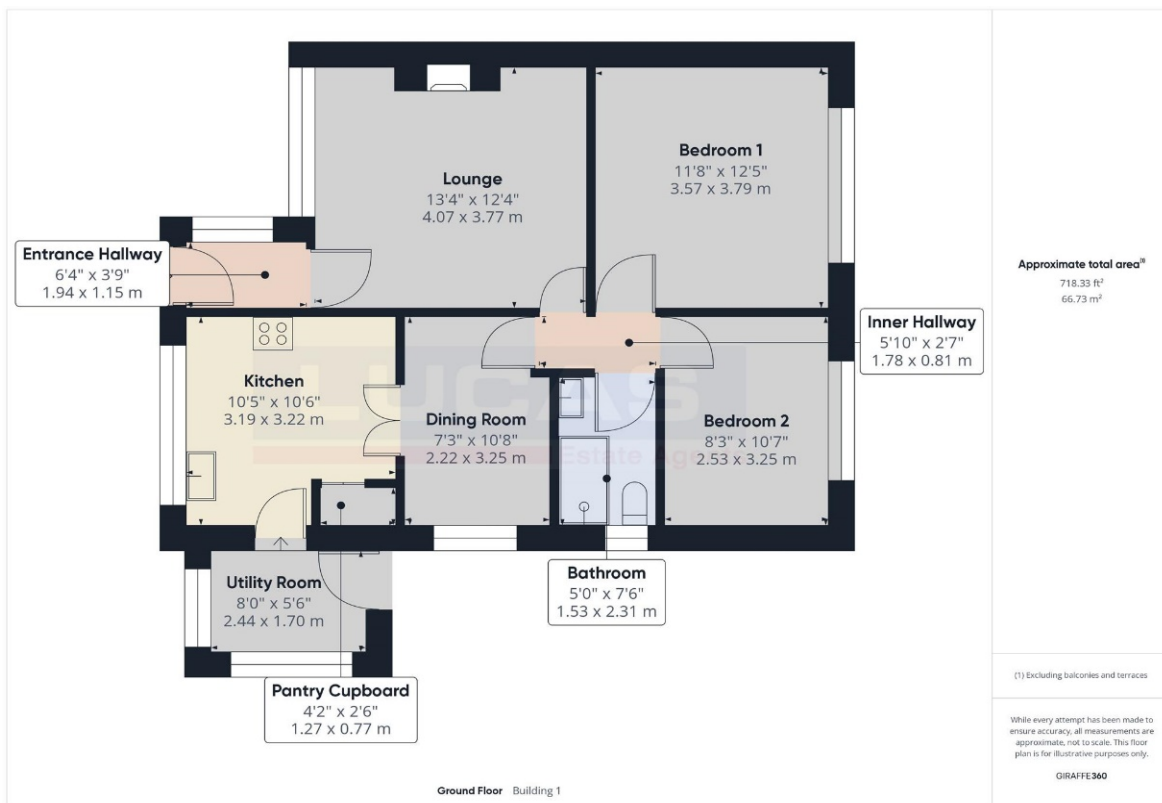 Lounge
13'4" x 12'4"
4.07 x 3.77 m
Bedroom 1
11'8" x 12'5"
3.57 x 3.79 m
Entrance Hallway
6'4" x 3'9"
1.94 x 1.15 m
Inner Hallway
5'10" x 2'7"
1.78 x 0.81 m
Kitchen
10'5" x 10'6"
3.19 x 3.22 m
Dining Room
7'3" x 10'8"
2.22 x 3.25 m
Bedroom 2
8'3" x 10'7"
2.53 x 3.25 m
LUCAS
Estate Agents
Utility Room
8'0" x 5'6"
2.44 x 1.70 m
Bathroom
5'0" x 7'6"
1.53 x 2.31 m
Pantry Cupboard
4'2" x 2'6"
1.27 x 0.77 m
Ground Floor Building 1
Approximate total area⁽¹⁾
718.33 ft²
66.73 m²
(1) Excluding balconies and terraces
While every attempt has been made to
ensure accuracy, all measurements are
approximate, not to scale. This floor
plan is for illustrative purposes only.
GIRAFFE360